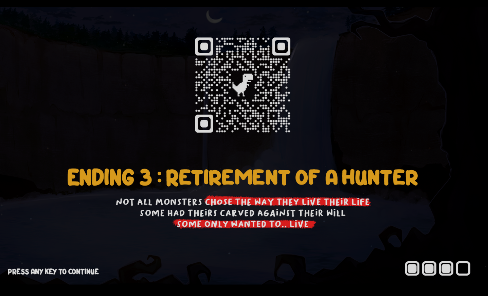 ENDING 3 : RETIREMENT OF A HUNTER
NOT ALL MONSTERS CHOSE THE WAY THEY LIVE THEIR LIFE
SOME HAD THEIRS CARVED AGAINST THEIR WILL
SOME ONLY WANTED TO.. LIVE
PRESS ANY KEY TO CONTINUE